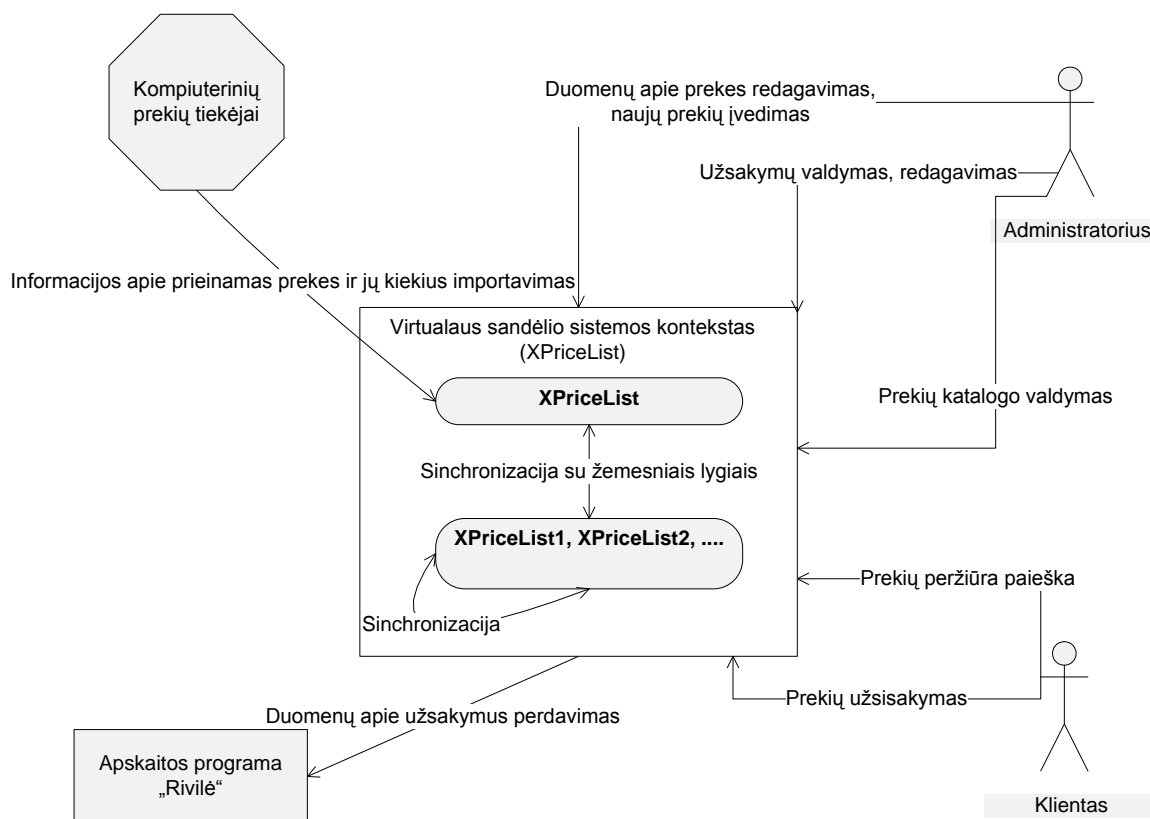 Kompiuterinių
prekių tiekėjai
Duomenų apie prekes redagavimas,
naujų prekių įvedimas
Užsakymų valdymas, redagavimas
Administratorius
Informacijos apie prieinamas prekes ir jų kiekius importavimas
Virtualaus sandėlio sistemos kontekstas
(XPriceList)
XPriceList
Prekių katalogo valdymas
Sinchronizacija su žemesniais lygiais
XPriceList1, XPriceList2, ....
Prekių peržiūra paieška
Sinchronizacija
Prekių užsisakymas
Duomenų apie užsakymus perdavimas
Apskaitos programa
„Rivilė“
Klientas